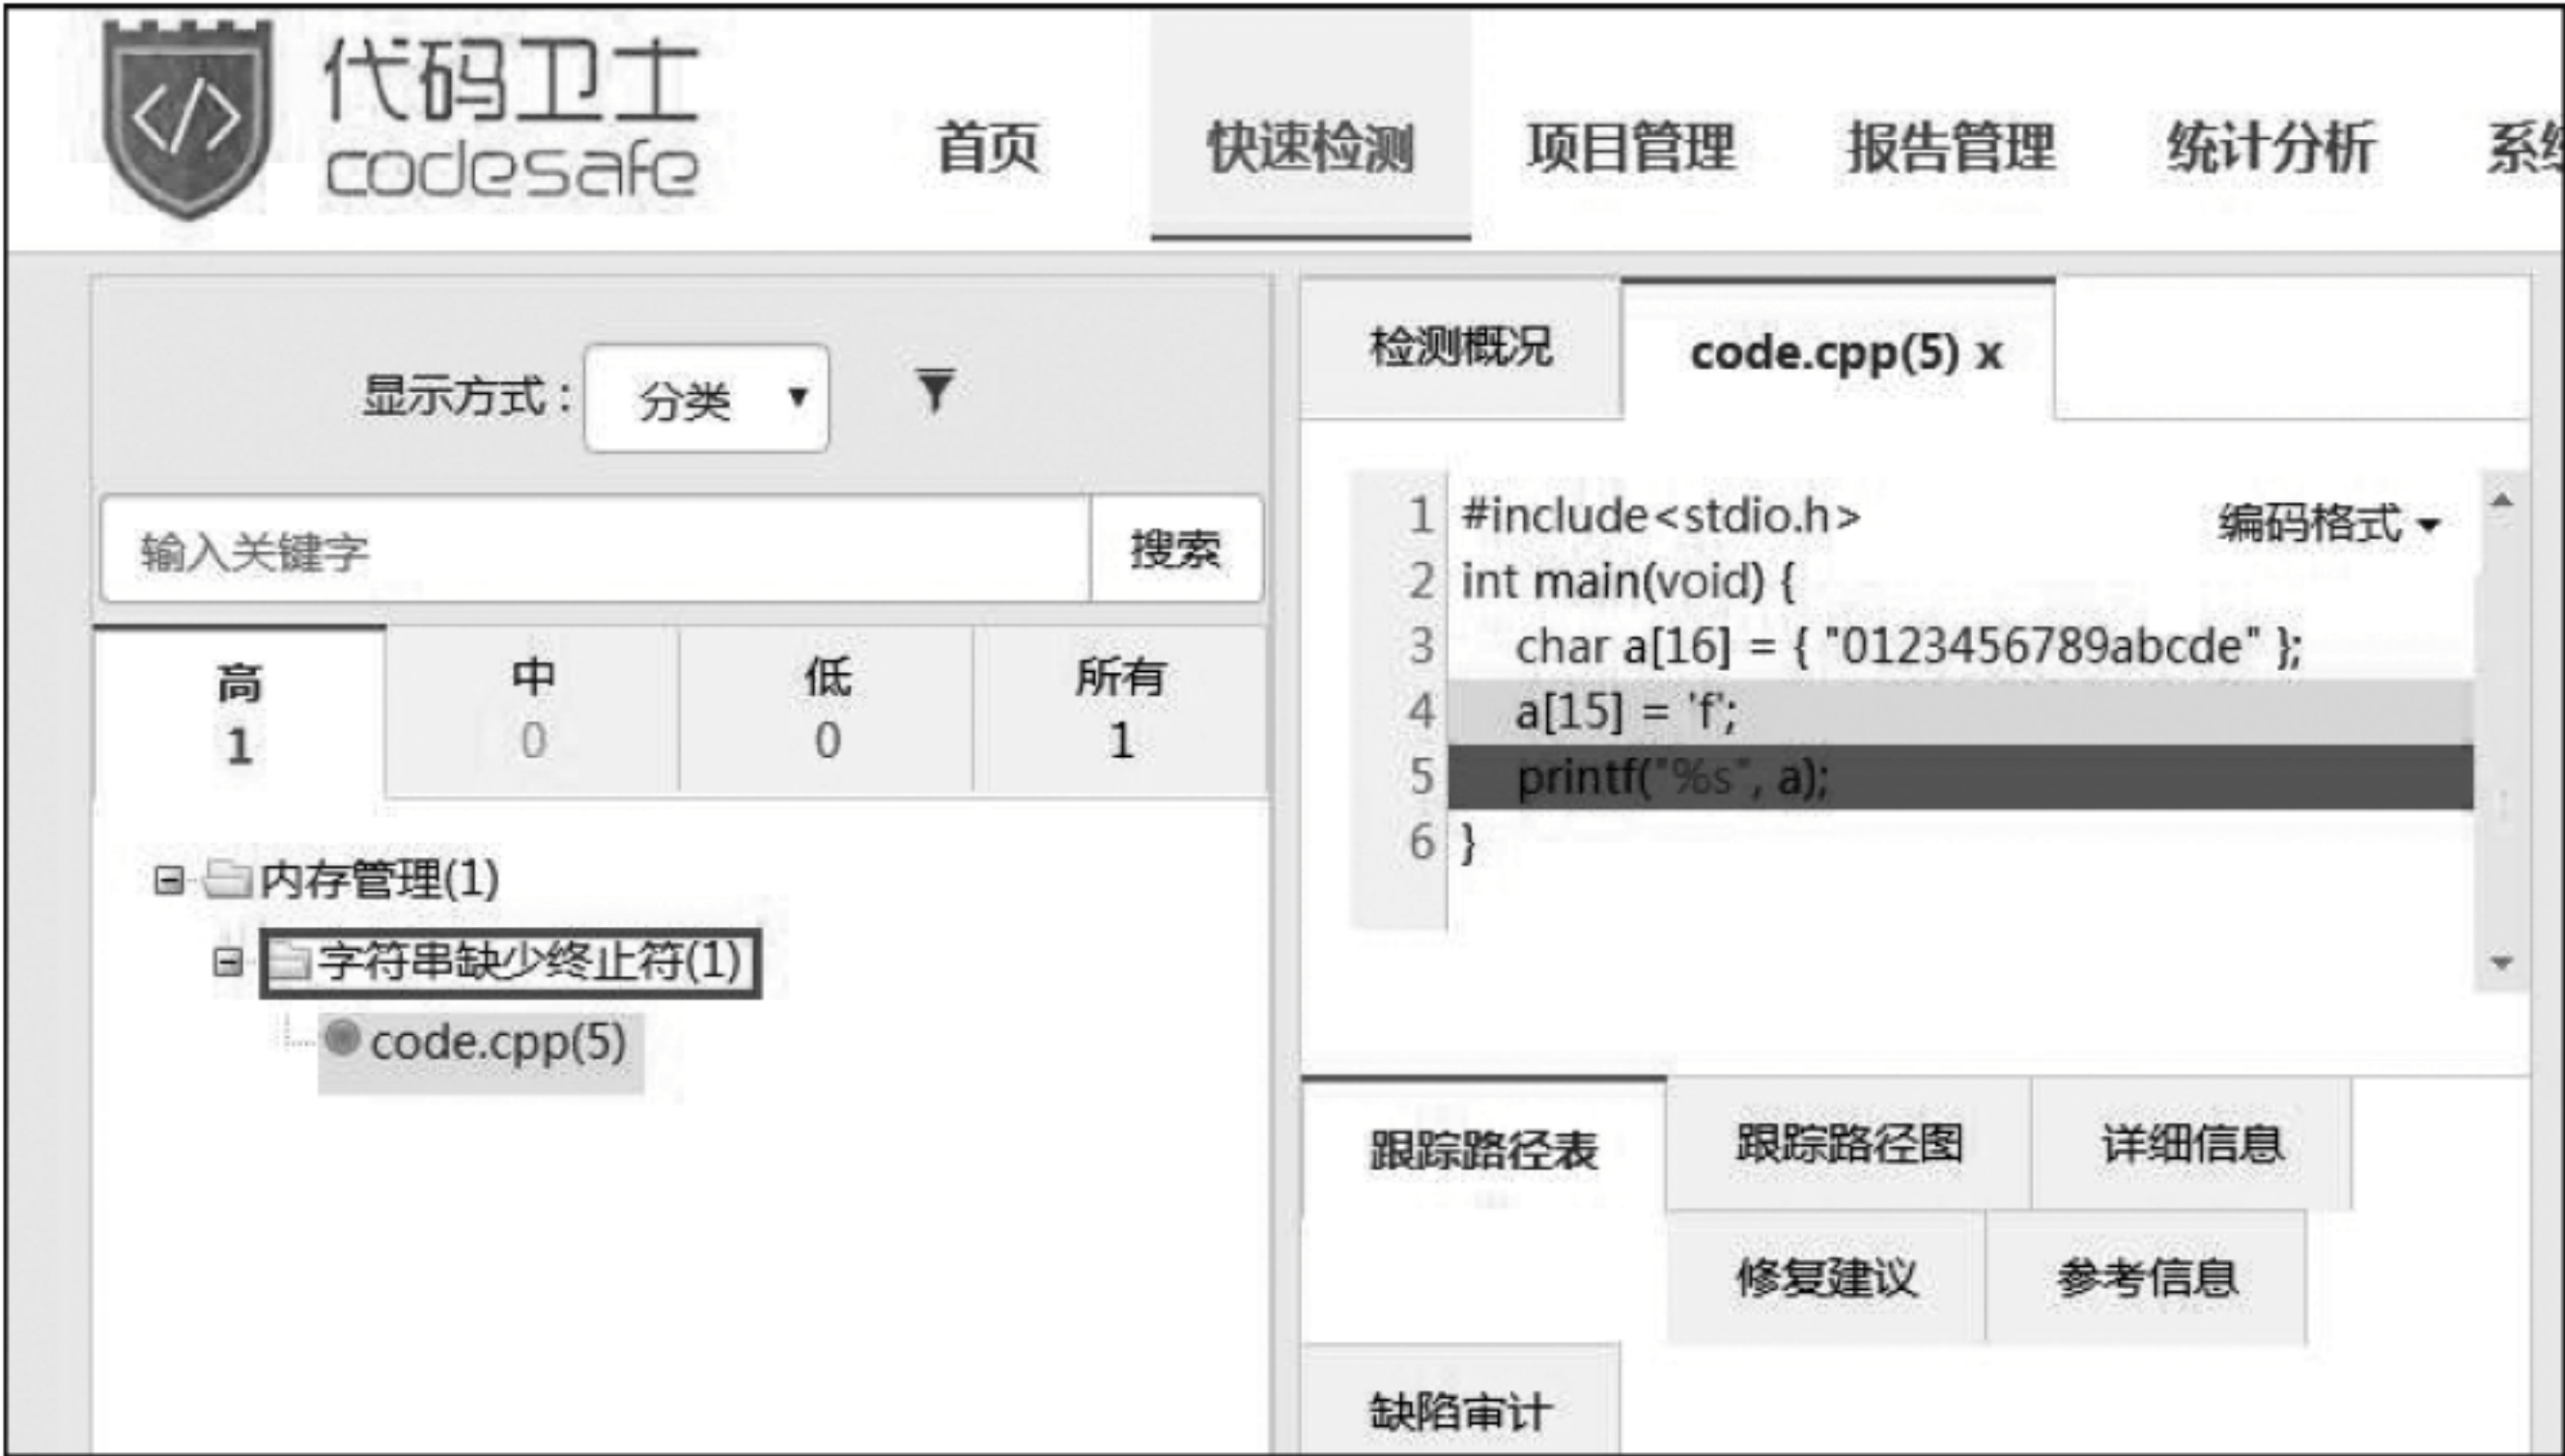 代码卫士
codesafe
首页 快速检测 项目管理 报告管理 统计分析
显示方式： 分类
输入关键字 搜索
高 中 低 所有
1 0 0 1
内存管理(1)
字符串缺少终止符(1)
code.cpp(5)
检测概况 code.cpp(5) x
编码格式
1 #include<stdio.h>
2 int main(void) {
3 char a[16] = { "0123456789abcde" };
4 a[15] = 'f';
5 printf("%s", a);
6 }
跟踪路径表 跟踪路径图 详细信息
修复建议 参考信息
缺陷审计